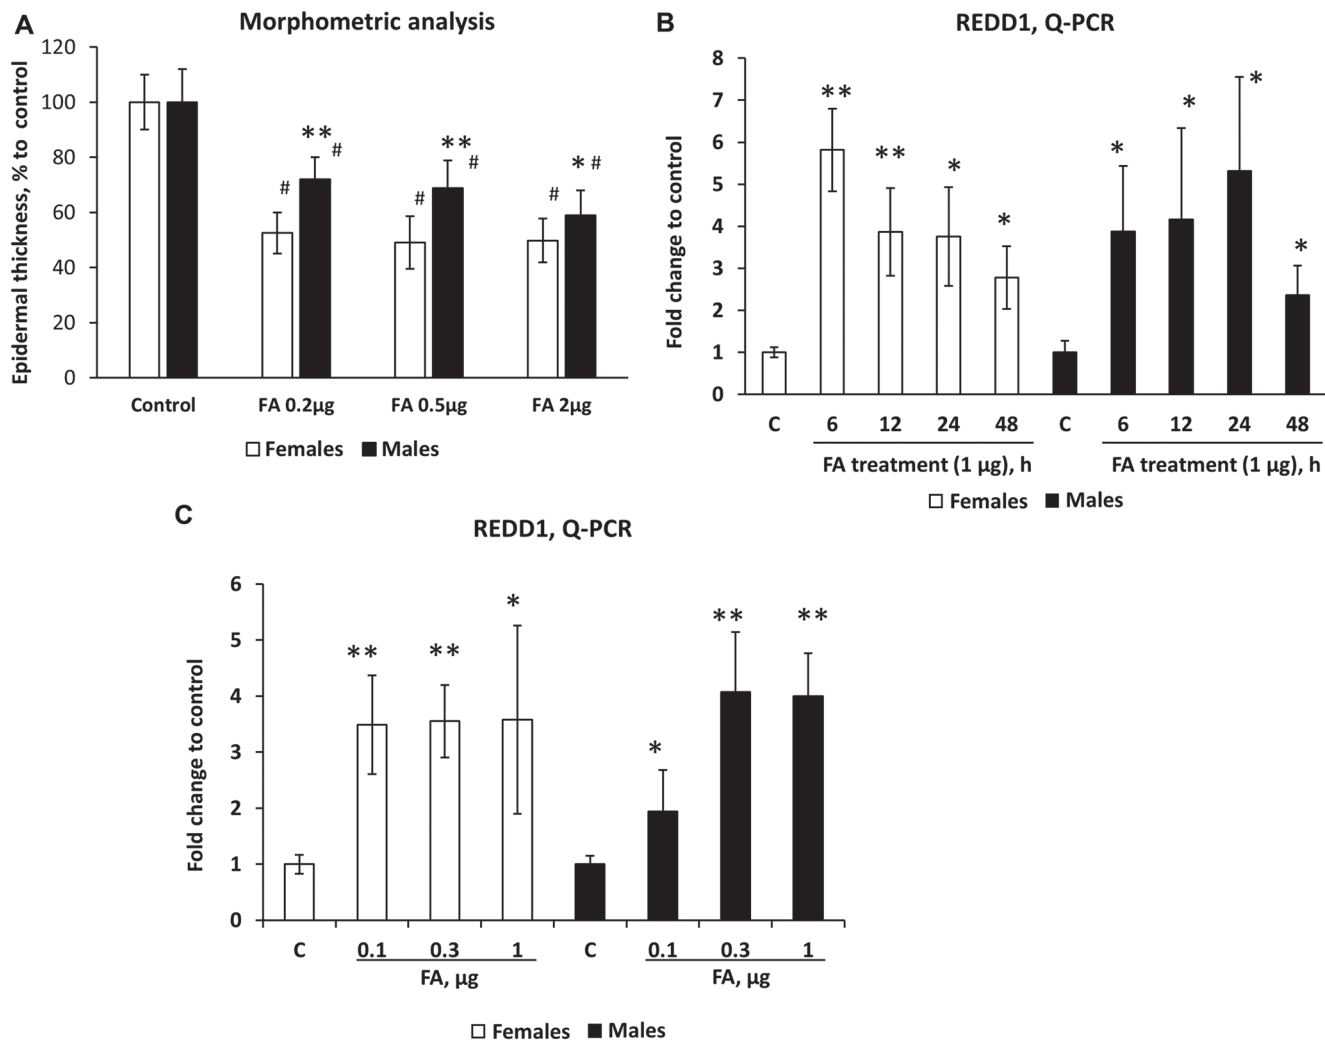 A
Morphometric analysis
Epidermal thickness, % to control
120
100
80
60
40
20
0
**
#
#
**
#
#
*
#
#
Control
FA 0.2µg
FA 0.5µg
FA 2µg
Females
Males
B
REDD1, Q-PCR
Fold change to control
8
7
6
5
4
3
2
1
0
**
**
*
*
*
*
*
*
C 6 12 24 48 C 6 12 24 48
FA treatment (1 µg), h
FA treatment (1 µg), h
Females
Males
C
REDD1, Q-PCR
Fold change to control
6
5
4
3
2
1
0
**
**
*
*
**
**
C 0.1 0.3 1 C 0.1 0.3 1
FA, µg
FA, µg
Females
Males